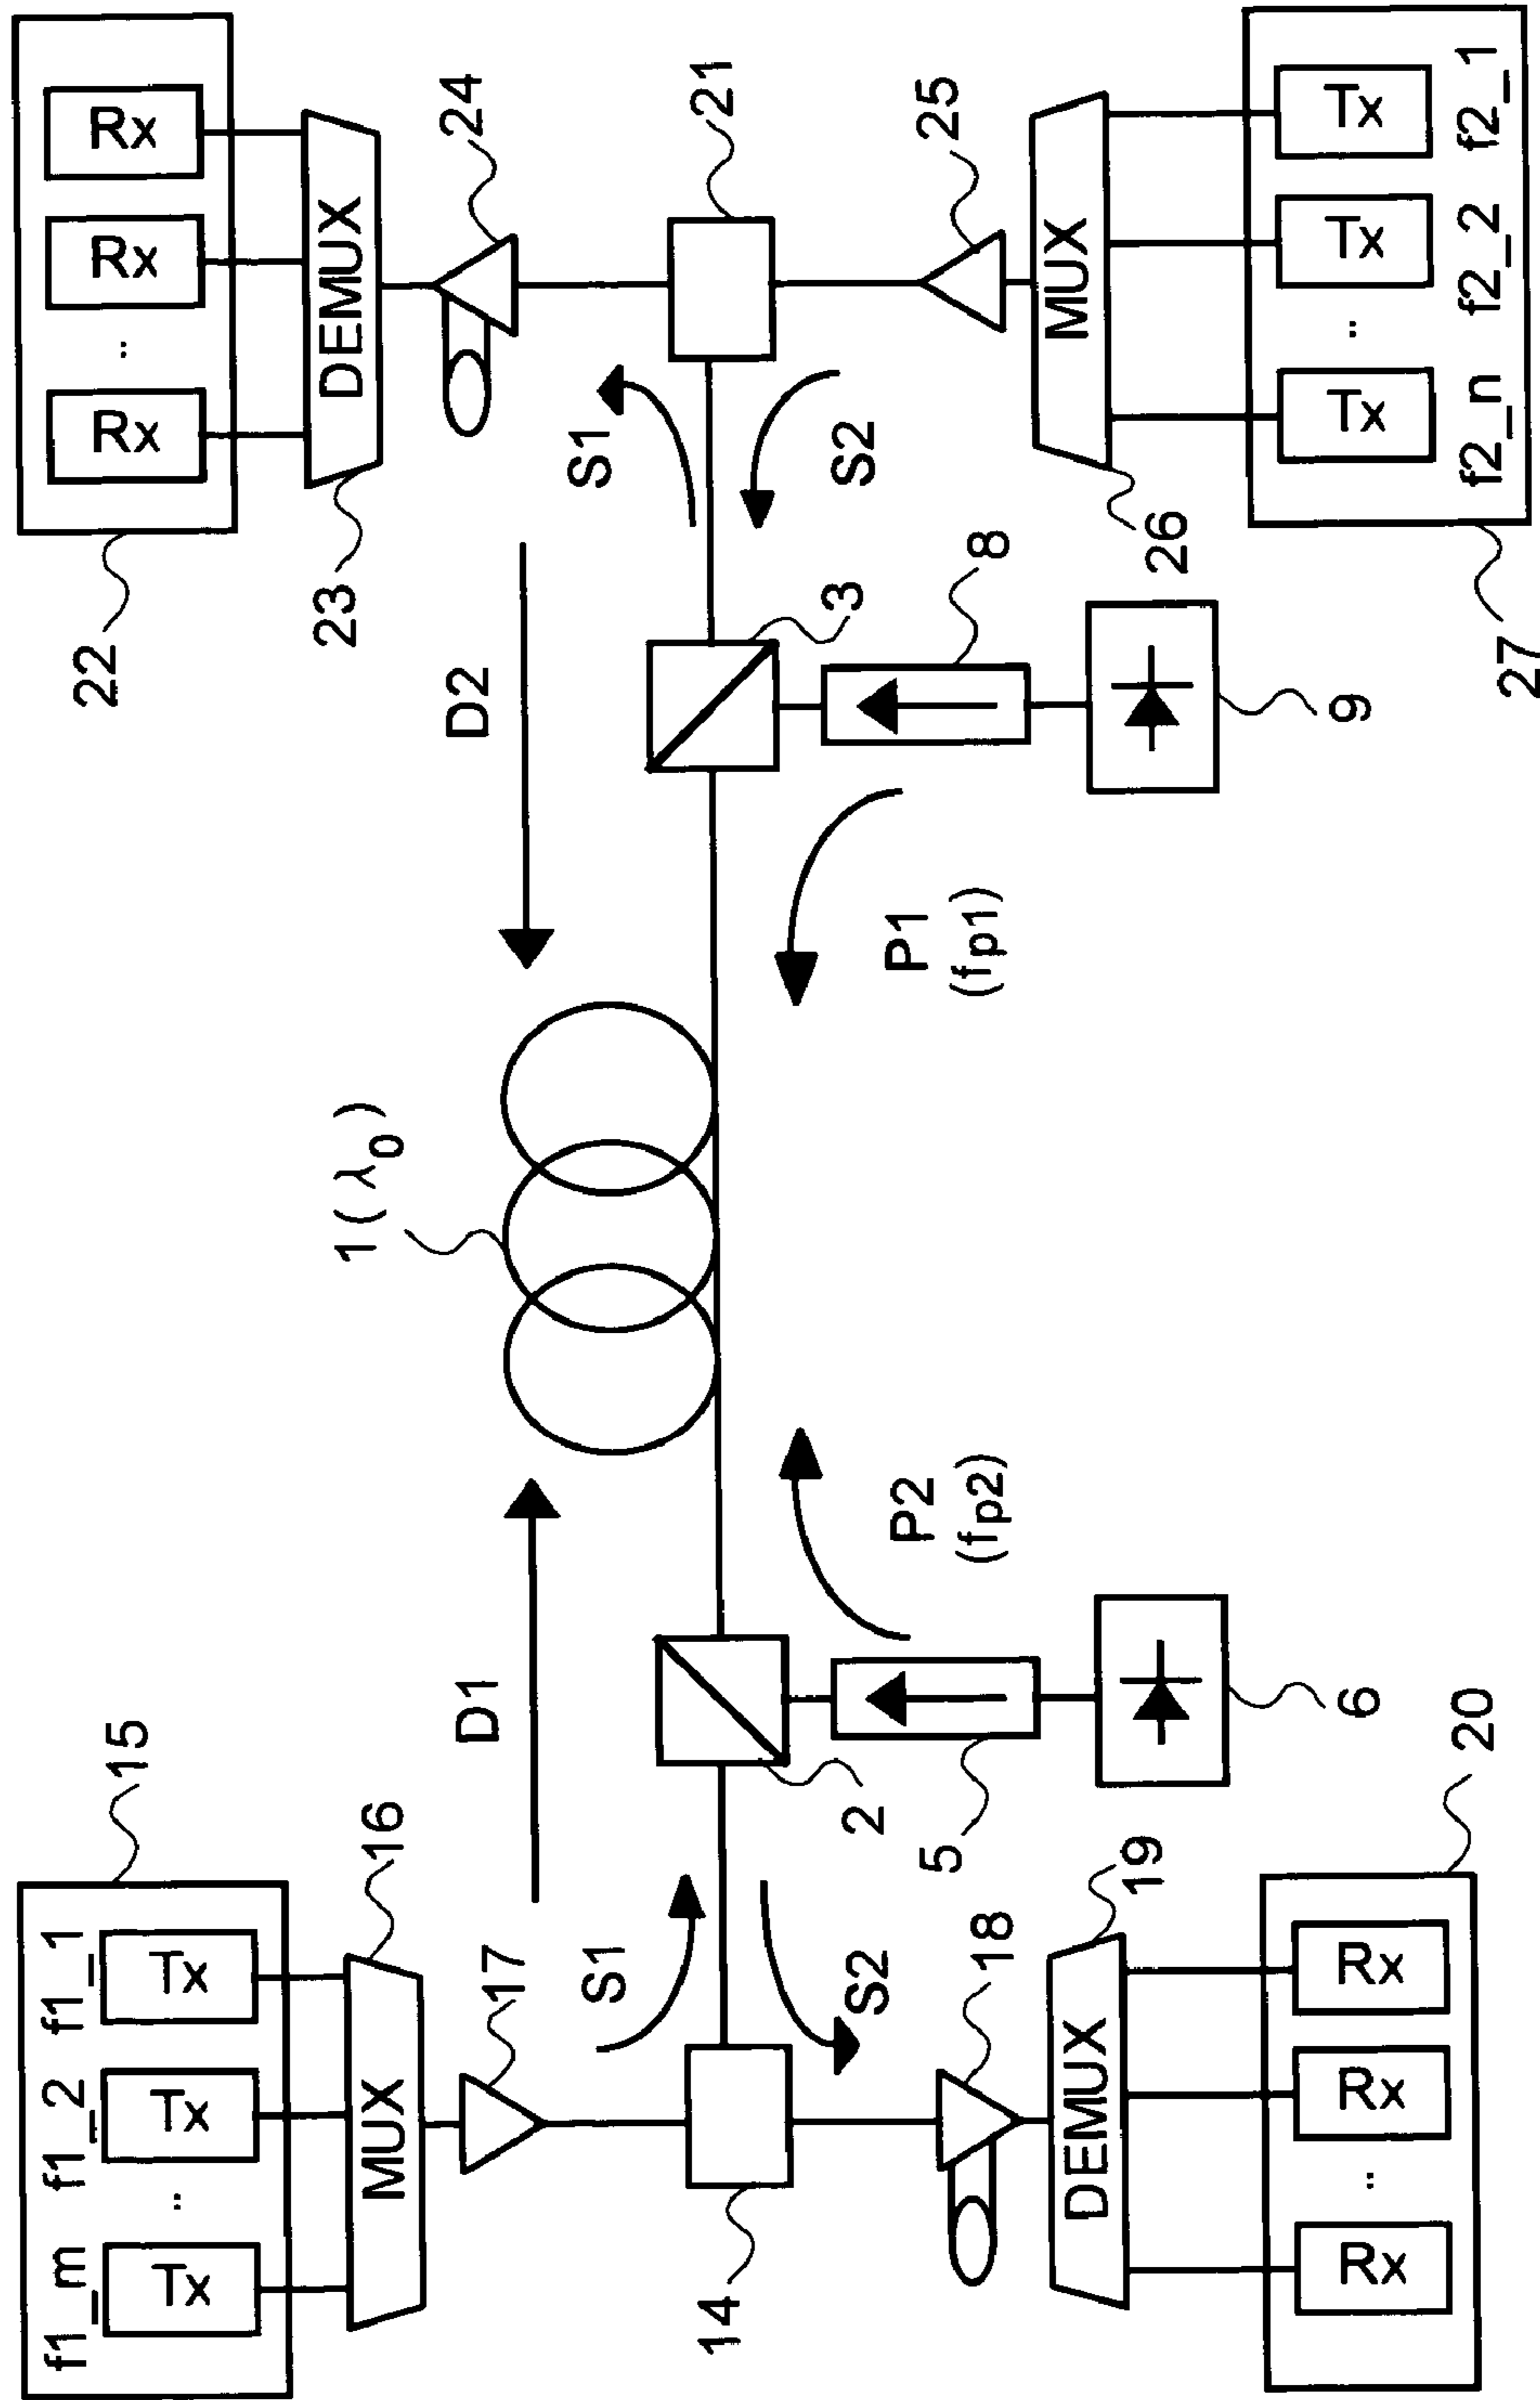 f1_m f1_2 f1_1
Tx .. Tx Tx
15
22
Rx .. Rx Rx
MUX
16
1(λ0)
23
DEMUX
D1
D2
17
24
S1
S1
14
21
2
3
S2
S2
P2
(fp2)
P1
(fp1)
5
8
18
25
DEMUX
19
MUX
26
6
9
Rx .. Rx Rx
20
Tx .. Tx Tx
f2_n f2_2 f2_1
27